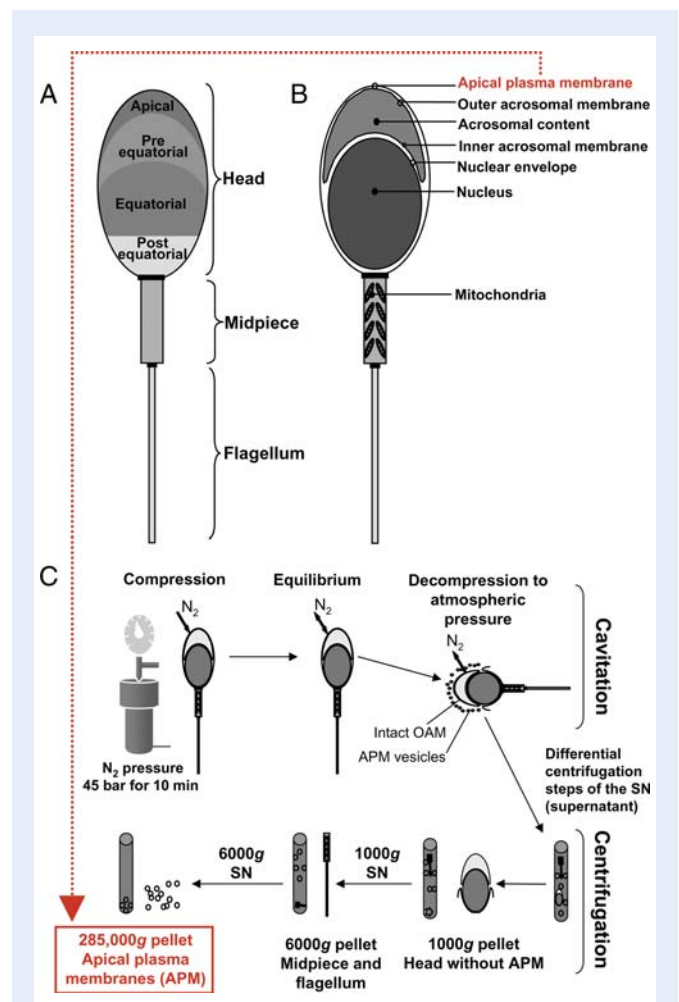 A
Apical
Pre
equatorial
Equatorial
Post
equatorial
Head
Midpiece
Flagellum
B
Apical plasma membrane
Outer acrosomal membrane
Acrosomal content
Inner acrosomal membrane
Nuclear envelope
Nucleus
Mitochondria
C
Compression
N2
N2 pressure
45 bar for 10 min
Equilibrium
N2
Decompression to
atmospheric
pressure
N2
Intact OAM
APM vesicles
Cavitation
Differential
centrifugation
steps of the SN
(supernatant)
Centrifugation
1000g
SN
1000g pellet
Head without APM
6000g
SN
6000g pellet
Midpiece and
flagellum
285,000g pellet
Apical plasma
membranes (APM)